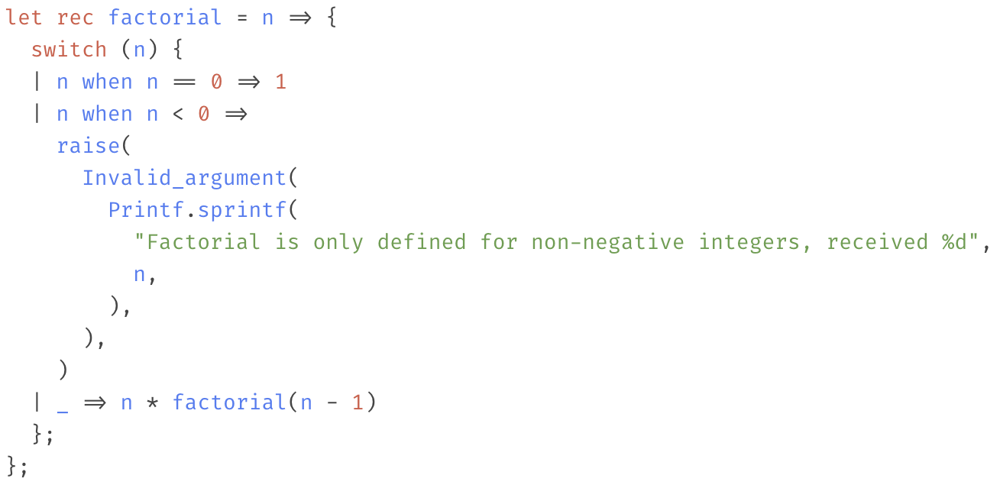 let rec factorial = n => {
  switch (n) {
  | n when n == 0 => 1
  | n when n < 0 =>
    raise(
      Invalid_argument(
        Printf.sprintf(
          "Factorial is only defined for non-negative integers, received %d",
          n,
        ),
      ),
    )
  | _ => n * factorial(n - 1)
  };
};